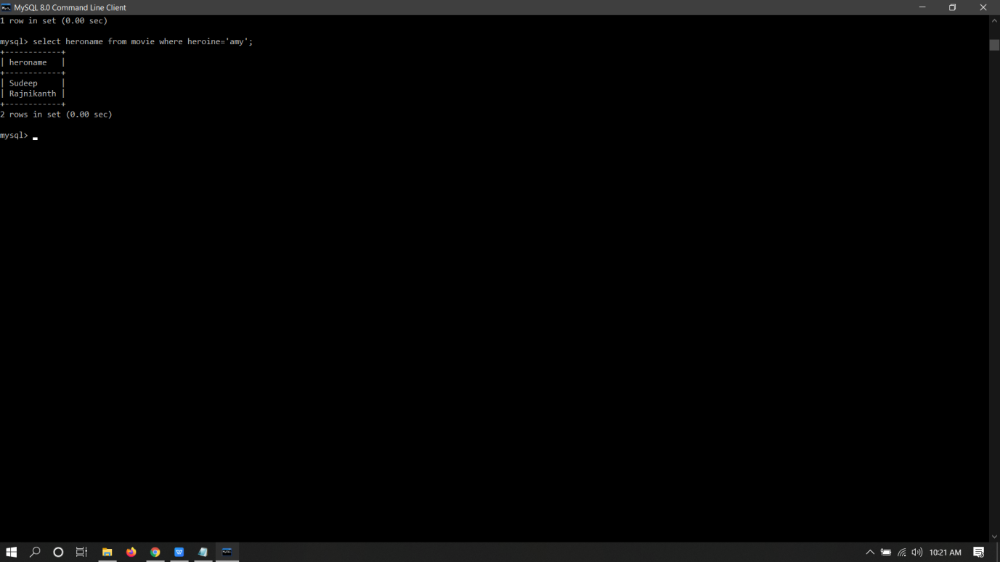 MySQL 8.0 Command Line Client
1 row in set (0.00 sec)
mysql> select heroname from movie where heroine='amy';
+------------+
| heroname   |
+------------+
| Sudeep     |
| Rajnikanth |
+------------+
2 rows in set (0.00 sec)
mysql>
10:21 AM